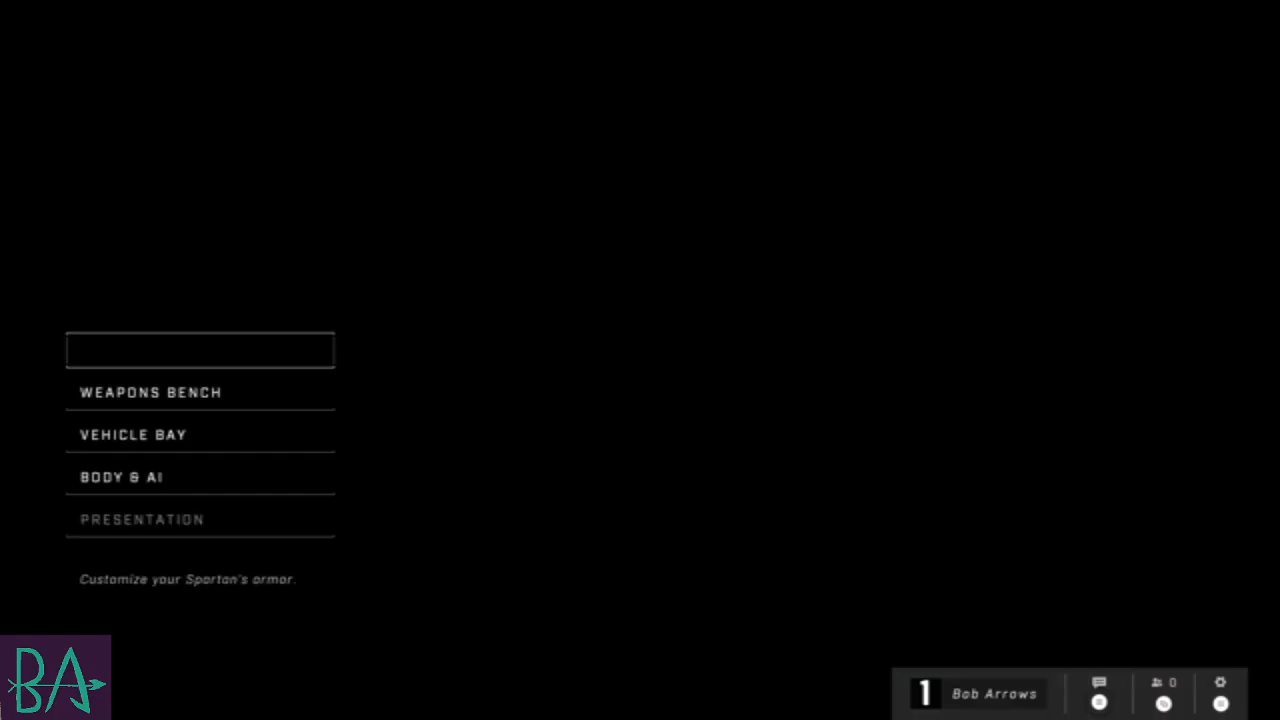 WEAPONS BENCH
VEHICLE BAY
BODY & AI
PRESENTATION
Customize your Spartan's armor.
BA
1 Bob Arrows
0